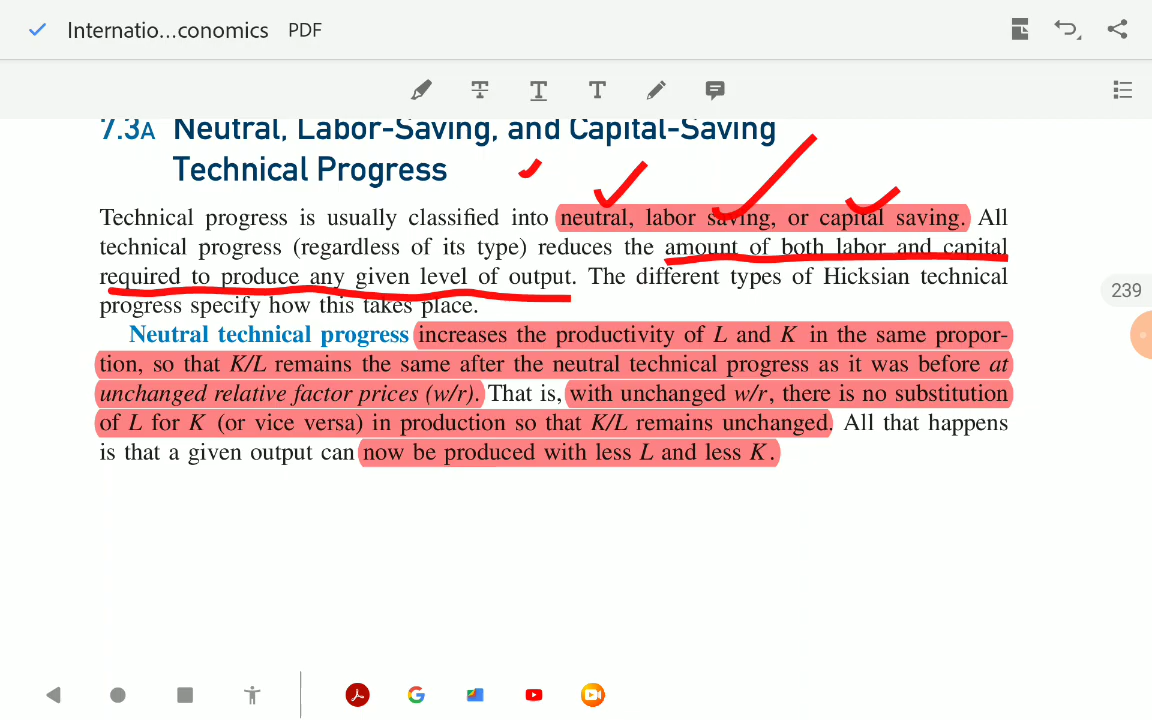 Internatio...conomics PDF
7.3A Neutral, Labor-Saving, and Capital-Saving
Technical Progress
Technical progress is usually classified into neutral, labor saving, or capital saving. All
technical progress (regardless of its type) reduces the amount of both labor and capital
required to produce any given level of output. The different types of Hicksian technical
progress specify how this takes place.
Neutral technical progress increases the productivity of L and K in the same propor-
tion, so that K/L remains the same after the neutral technical progress as it was before at
unchanged relative factor prices (w/r). That is, with unchanged w/r, there is no substitution
of L for K (or vice versa) in production so that K/L remains unchanged. All that happens
is that a given output can now be produced with less L and less K.
239